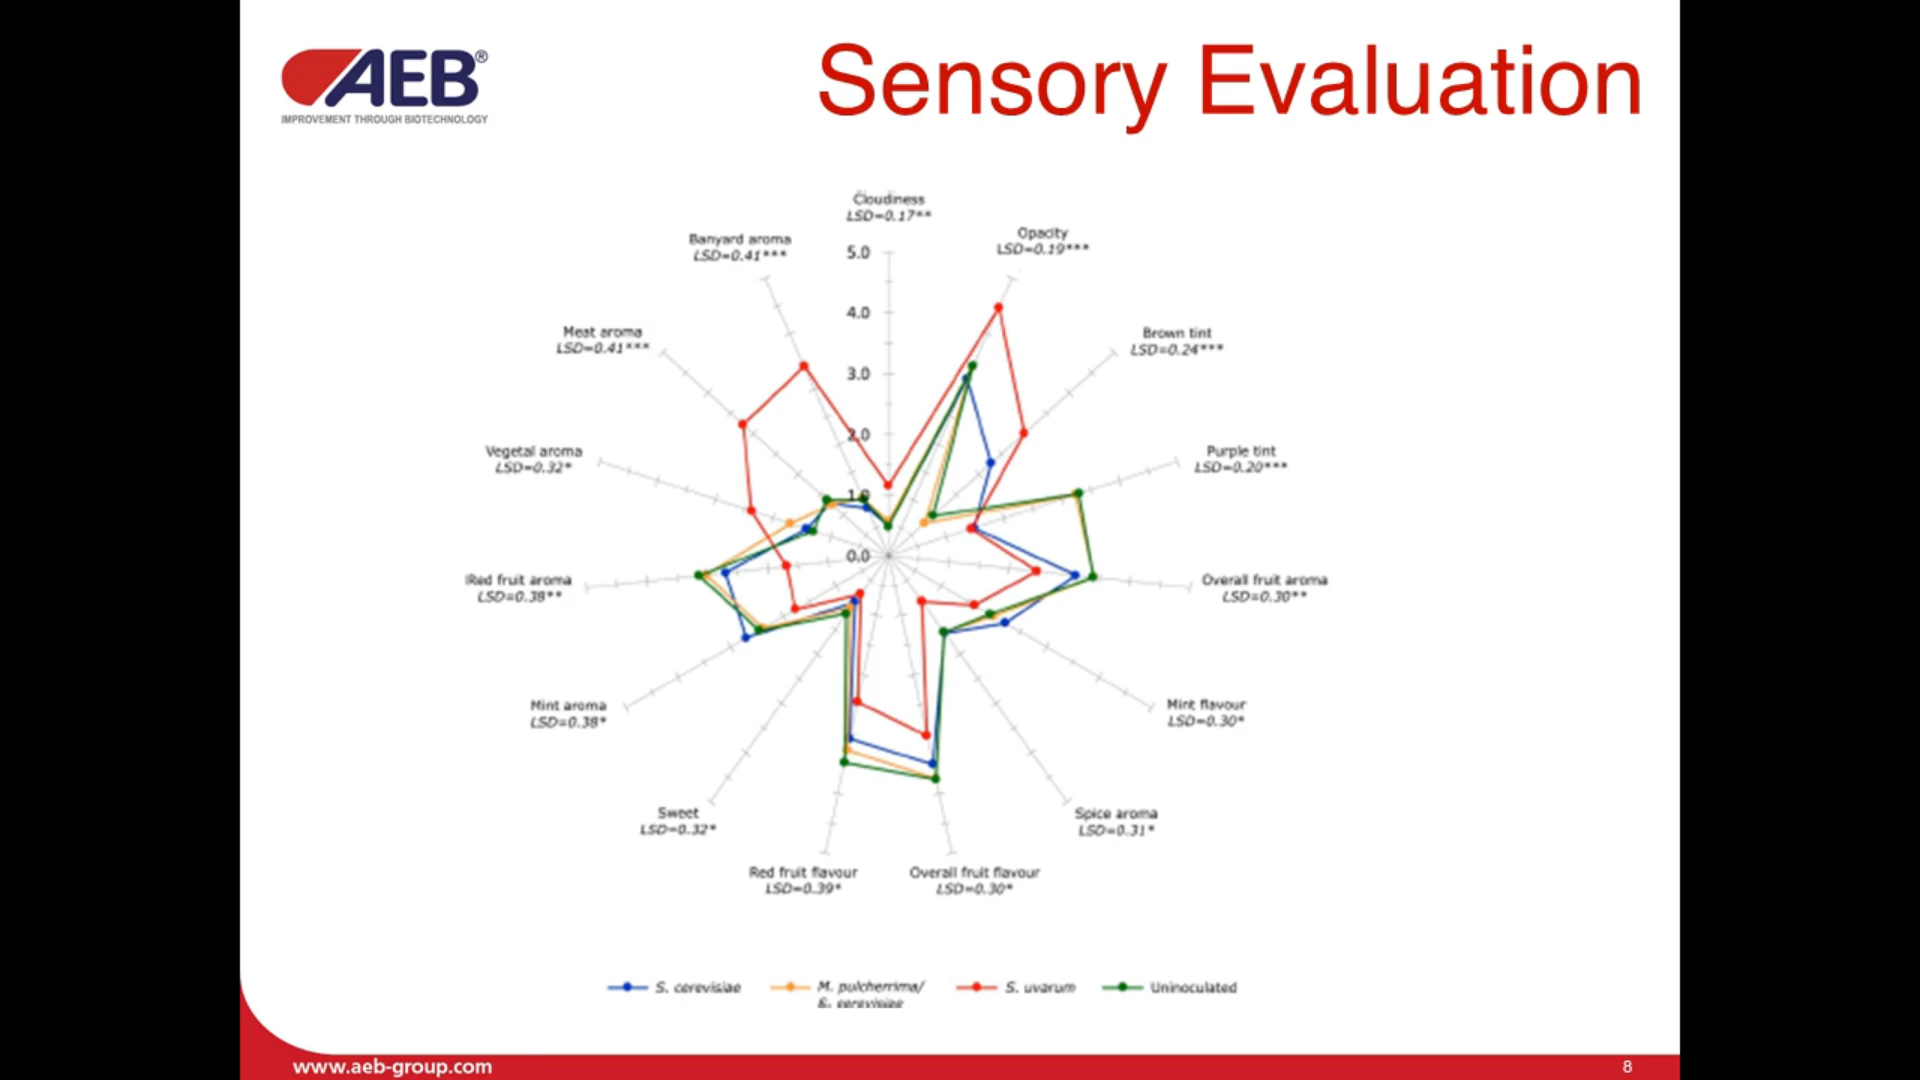 AEB®
IMPROVEMENT THROUGH BIOTECHNOLOGY
Sensory Evaluation
Cloudiness
LSD=0.17**
Opacity
LSD=0.19***
Brown tint
LSD=0.24***
Purple tint
LSD=0.20***
Overall fruit aroma
LSD=0.30**
Mint flavour
LSD=0.30*
Spice aroma
LSD=0.31*
Overall fruit flavour
LSD=0.30*
Red fruit flavour
LSD=0.39*
Sweet
LSD=0.32*
Mint aroma
LSD=0.38*
Red fruit aroma
LSD=0.38**
Vegetal aroma
LSD=0.32*
Meat aroma
LSD=0.41***
Banyard aroma
LSD=0.41***
5.0
4.0
3.0
2.0
1.0
0.0
S. cerevisiae
M. pulcherrima/
S. cerevisiae
S. uvarum
Uninoculated
www.aeb-group.com
8